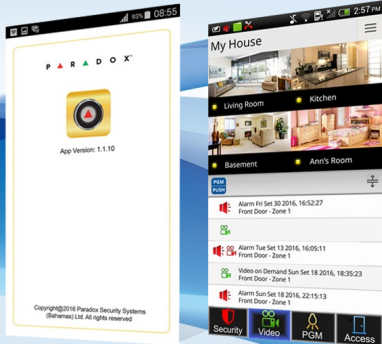 93% 08:55
PARADOX™
App Version: 1.1.10
Copyright@2016 Paradox Security Systems
(Bahamas) Ltd. All rights reserved
2:57 PM
My House
Living Room
Kitchen
Basement
Ann's Room
PGM
PUSH
Alarm Fri Set 30 2016, 16:52:27
Front Door - Zone 1
Alarm Tue Set 13 2016, 16:05:11
Front Door - Zone 1
Video on Demand Sun Set 18 2016, 18:35:23
Front Door - Zone 1
Alarm Sun Set 18 2016, 22:15:13
Front Door - Zone 1
Security
Video
PGM
Access